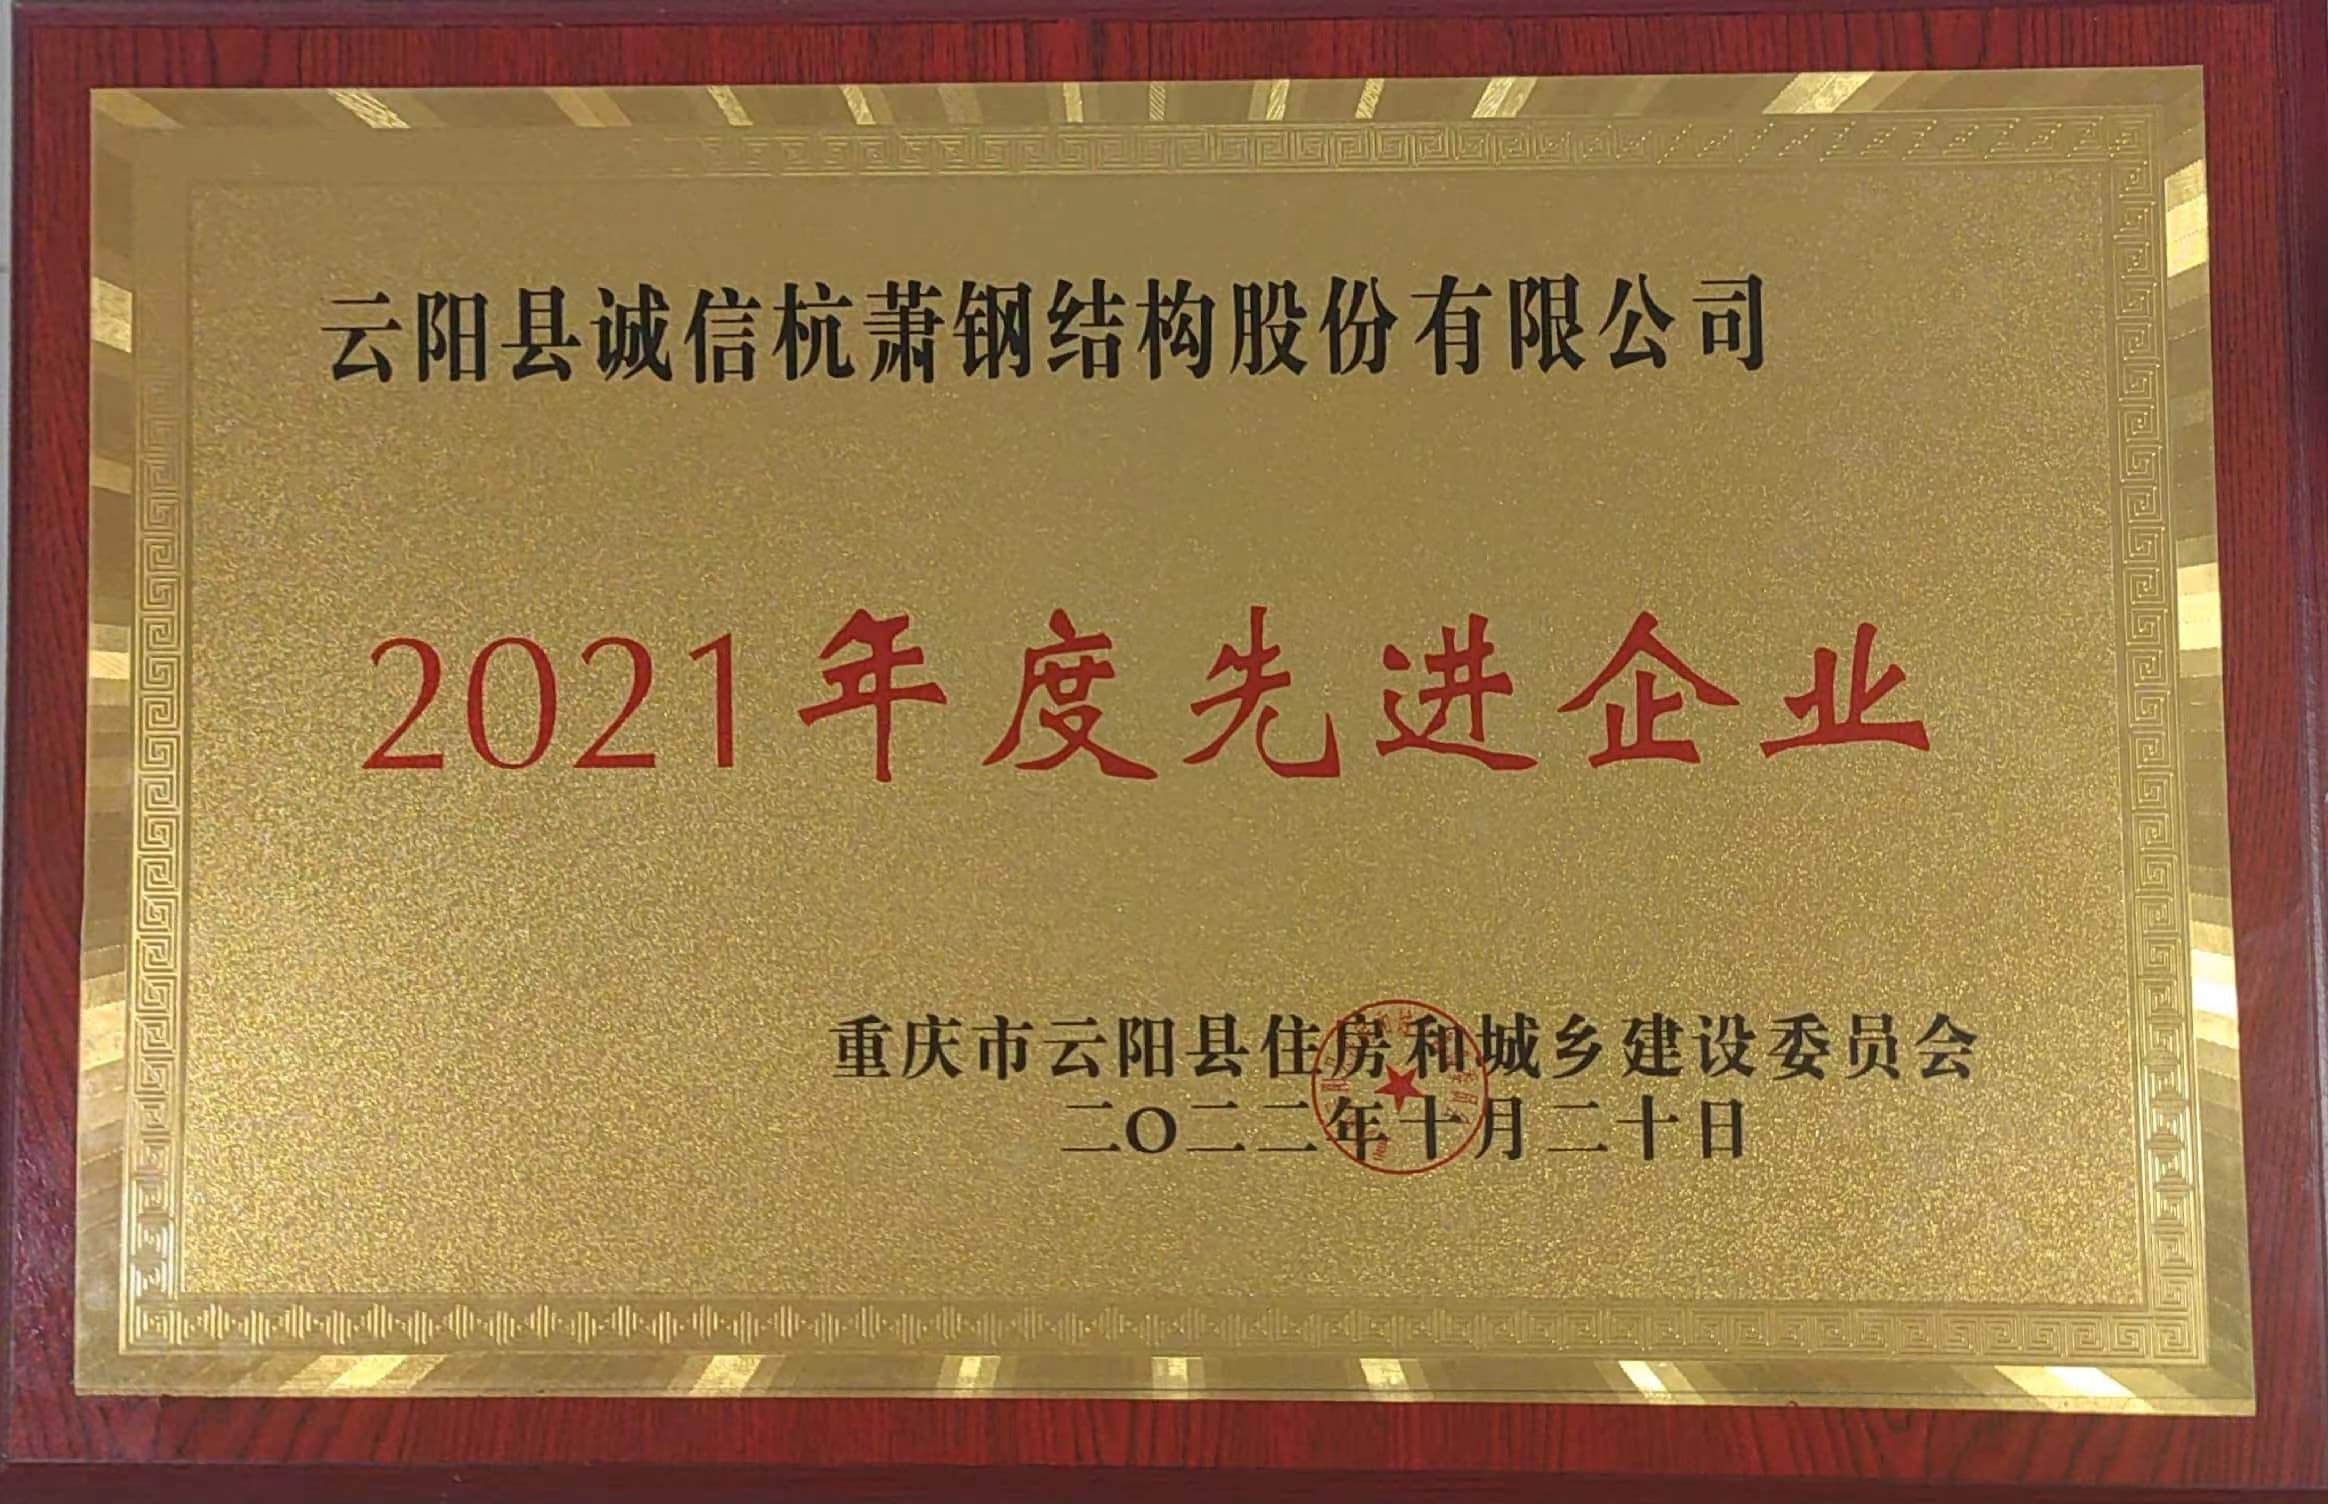 云阳县诚信杭萧钢结构股份有限公司
2021年度先进企业
重庆市云阳县住房和城乡建设委员会
二〇二二年十月二十日